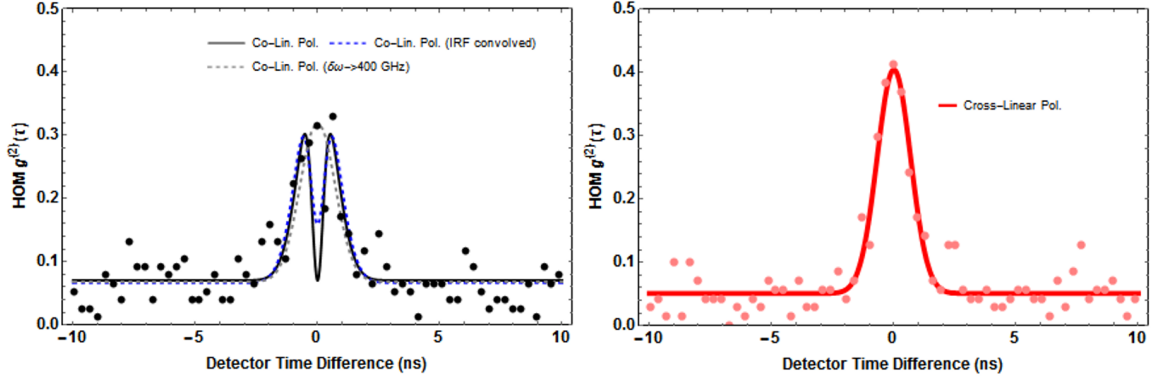 0.5
0.4
0.3
0.2
0.1
0.0
HOM g{2}(τ)
Co-Lin. Pol.
Co-Lin. Pol. (IRF convolved)
Co-Lin. Pol. (δω->400 GHz)
-10
-5
0
5
10
Detector Time Difference (ns)
0.5
0.4
0.3
0.2
0.1
0.0
HOM g{2}(τ)
Cross-Linear Pol.
-10
-5
0
5
10
Detector Time Difference (ns)